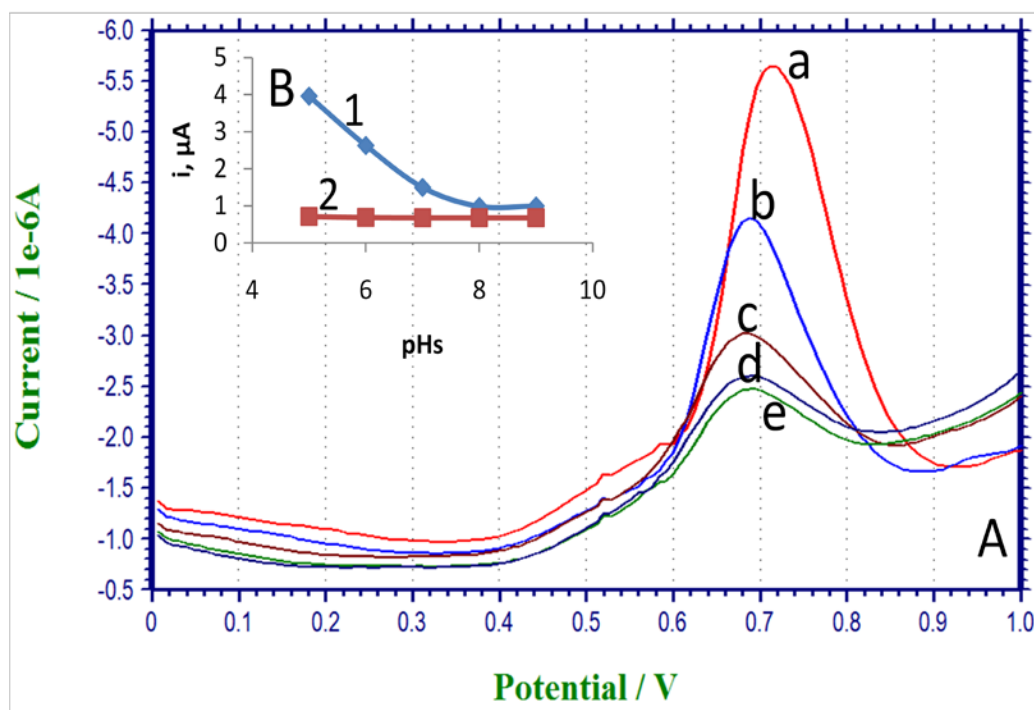 Current / 1e-6A
-6.0
-5.5
-5.0
-4.5
-4.0
-3.5
-3.0
-2.5
-2.0
-1.5
-1.0
-0.5
B
i, μA
5
4
3
2
1
0
1
2
4 6 8 10
pHs
a
b
c
d
e
A
0 0.1 0.2 0.3 0.4 0.5 0.6 0.7 0.8 0.9 1.0
Potential / V